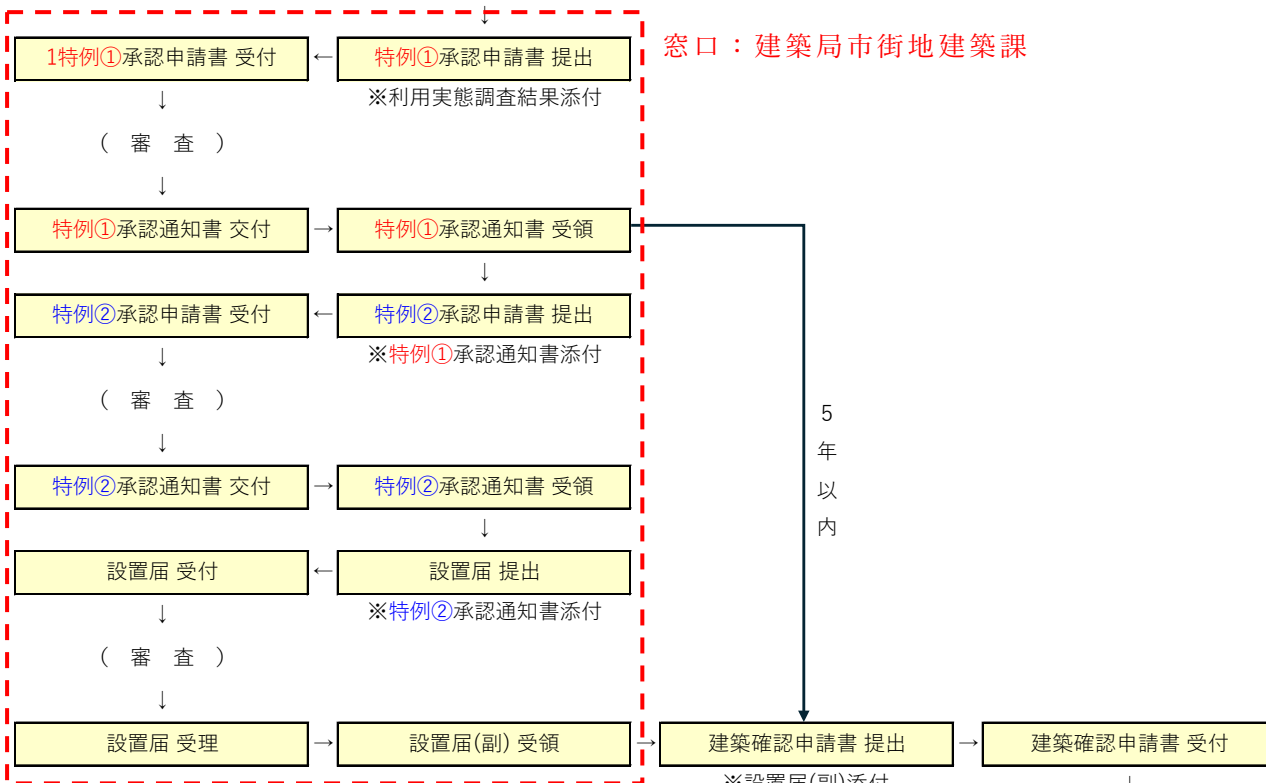 ↓
窓口：建築局市街地建築課
1特例①承認申請書 受付 ← 特例①承認申請書 提出
↓ ※利用実態調査結果添付
（ 審 査 ）
↓
特例①承認通知書 交付 → 特例①承認通知書 受領
↓
特例②承認申請書 受付 ← 特例②承認申請書 提出
↓ ※特例①承認通知書添付
（ 審 査 ）
↓
特例②承認通知書 交付 → 特例②承認通知書 受領
↓
5年以内
設置届 受付 ← 設置届 提出
↓ ※特例②承認通知書添付
（ 審 査 ）
↓
設置届 受理 → 設置届(副) 受領 → 建築確認申請書 提出 → 建築確認申請書 受付
※設置届(副)添付 ↓